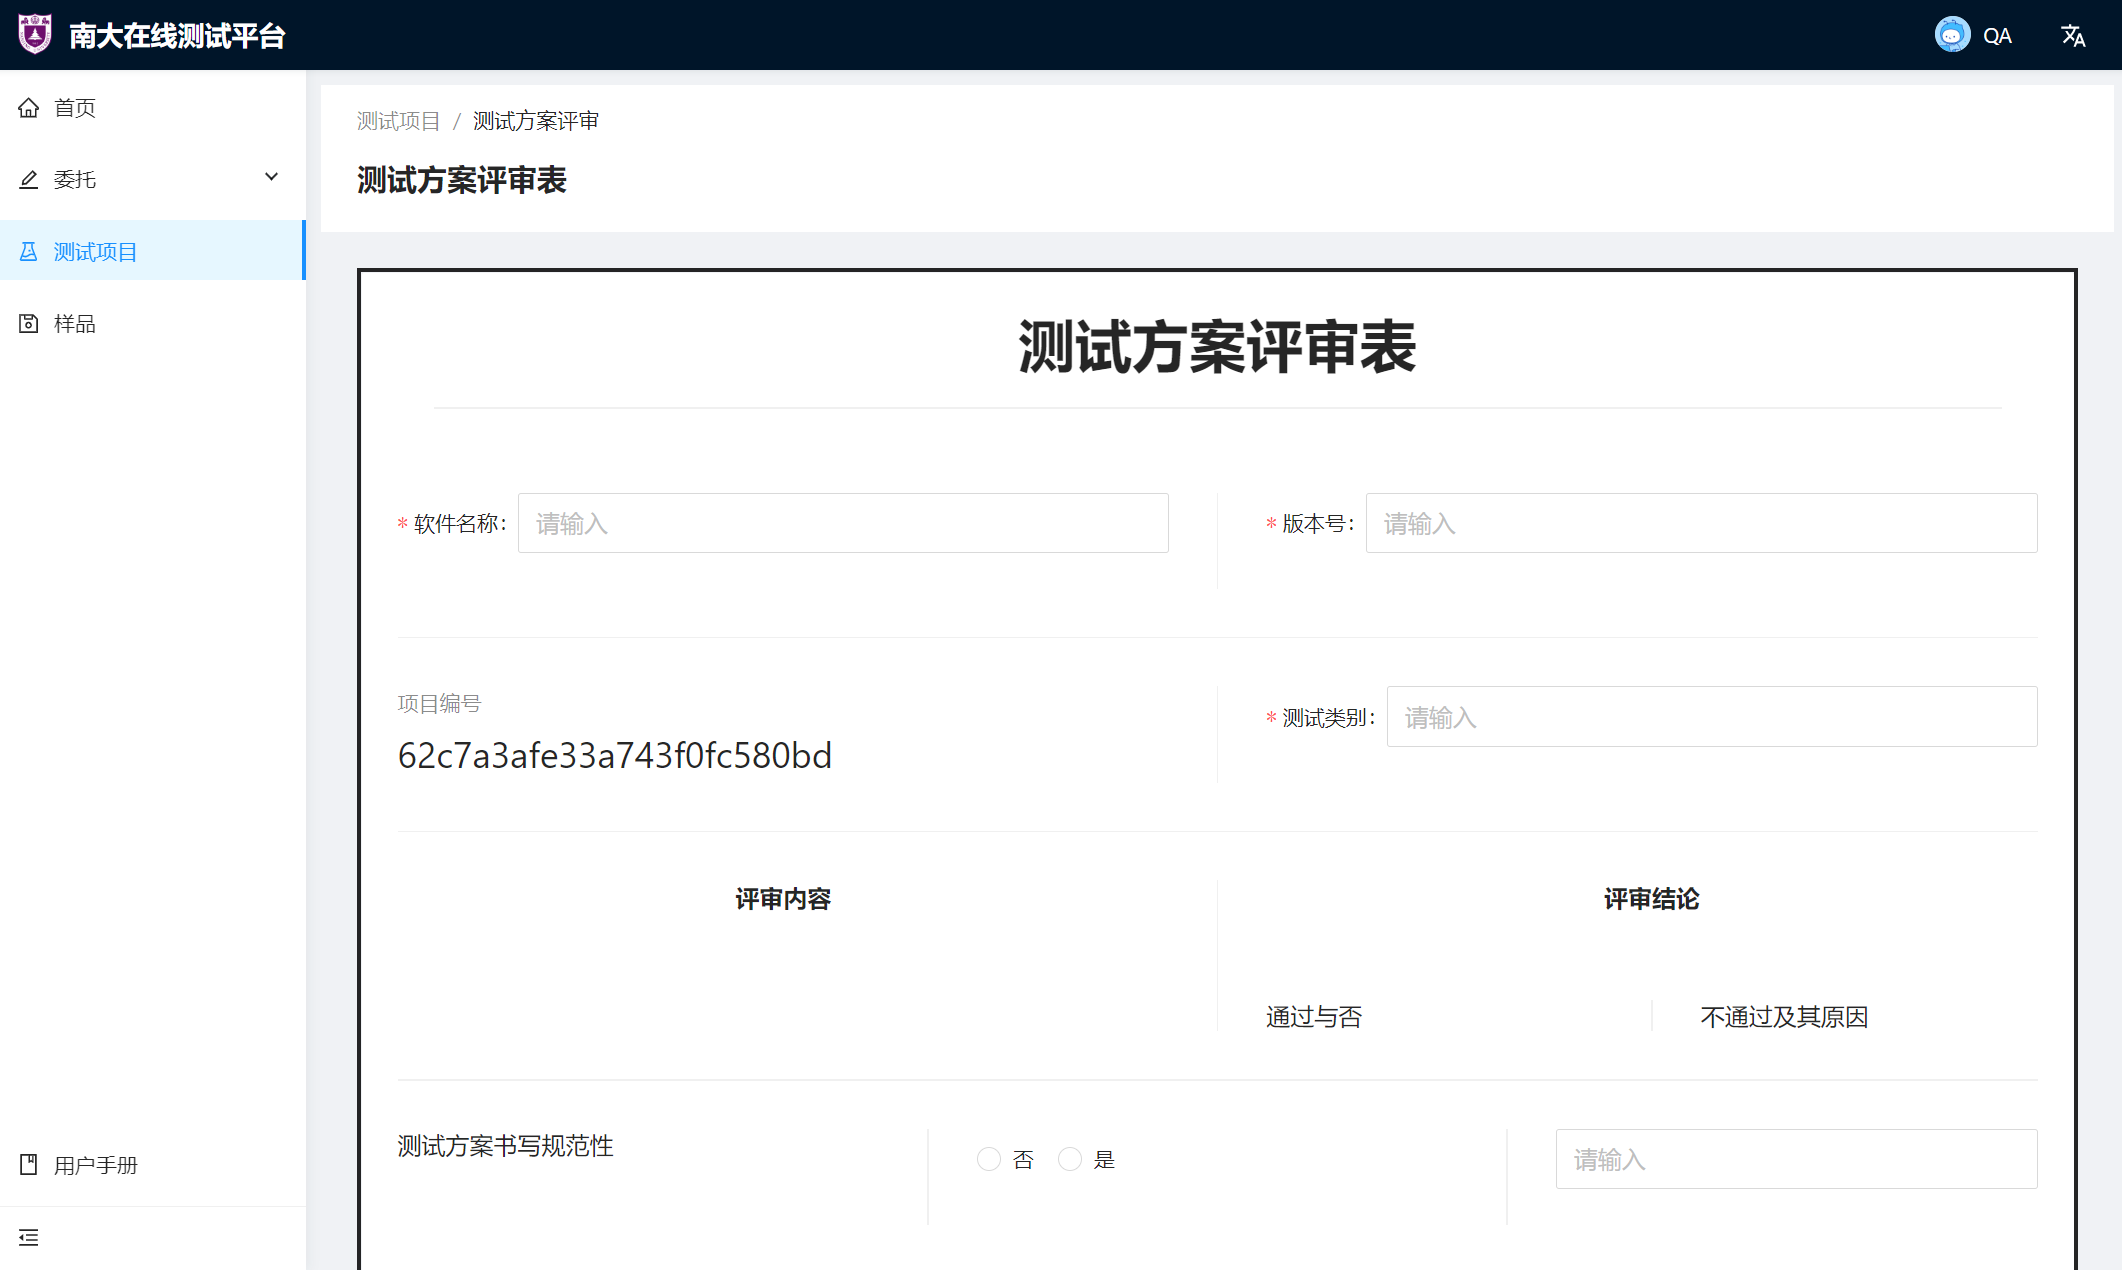 南大在线测试平台
QA
首页
委托
测试项目
样品
用户手册
测试项目 / 测试方案评审
测试方案评审表
测试方案评审表
* 软件名称: 请输入
* 版本号: 请输入
项目编号
62c7a3afe33a743f0fc580bd
* 测试类别: 请输入
评审内容
评审结论
通过与否
不通过及其原因
测试方案书写规范性
否 是
请输入